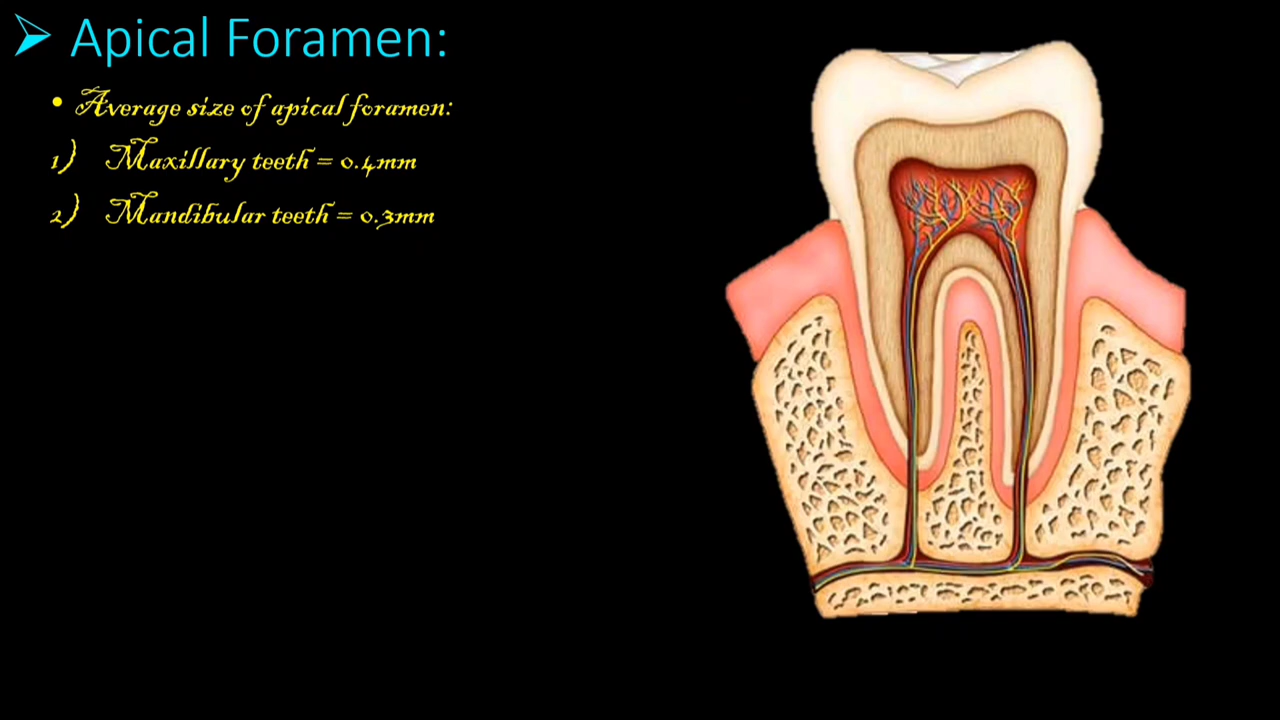 Apical Foramen:
• Average size of apical foramen:
1) Maxillary teeth = 0.4mm
2) Mandibular teeth = 0.3mm